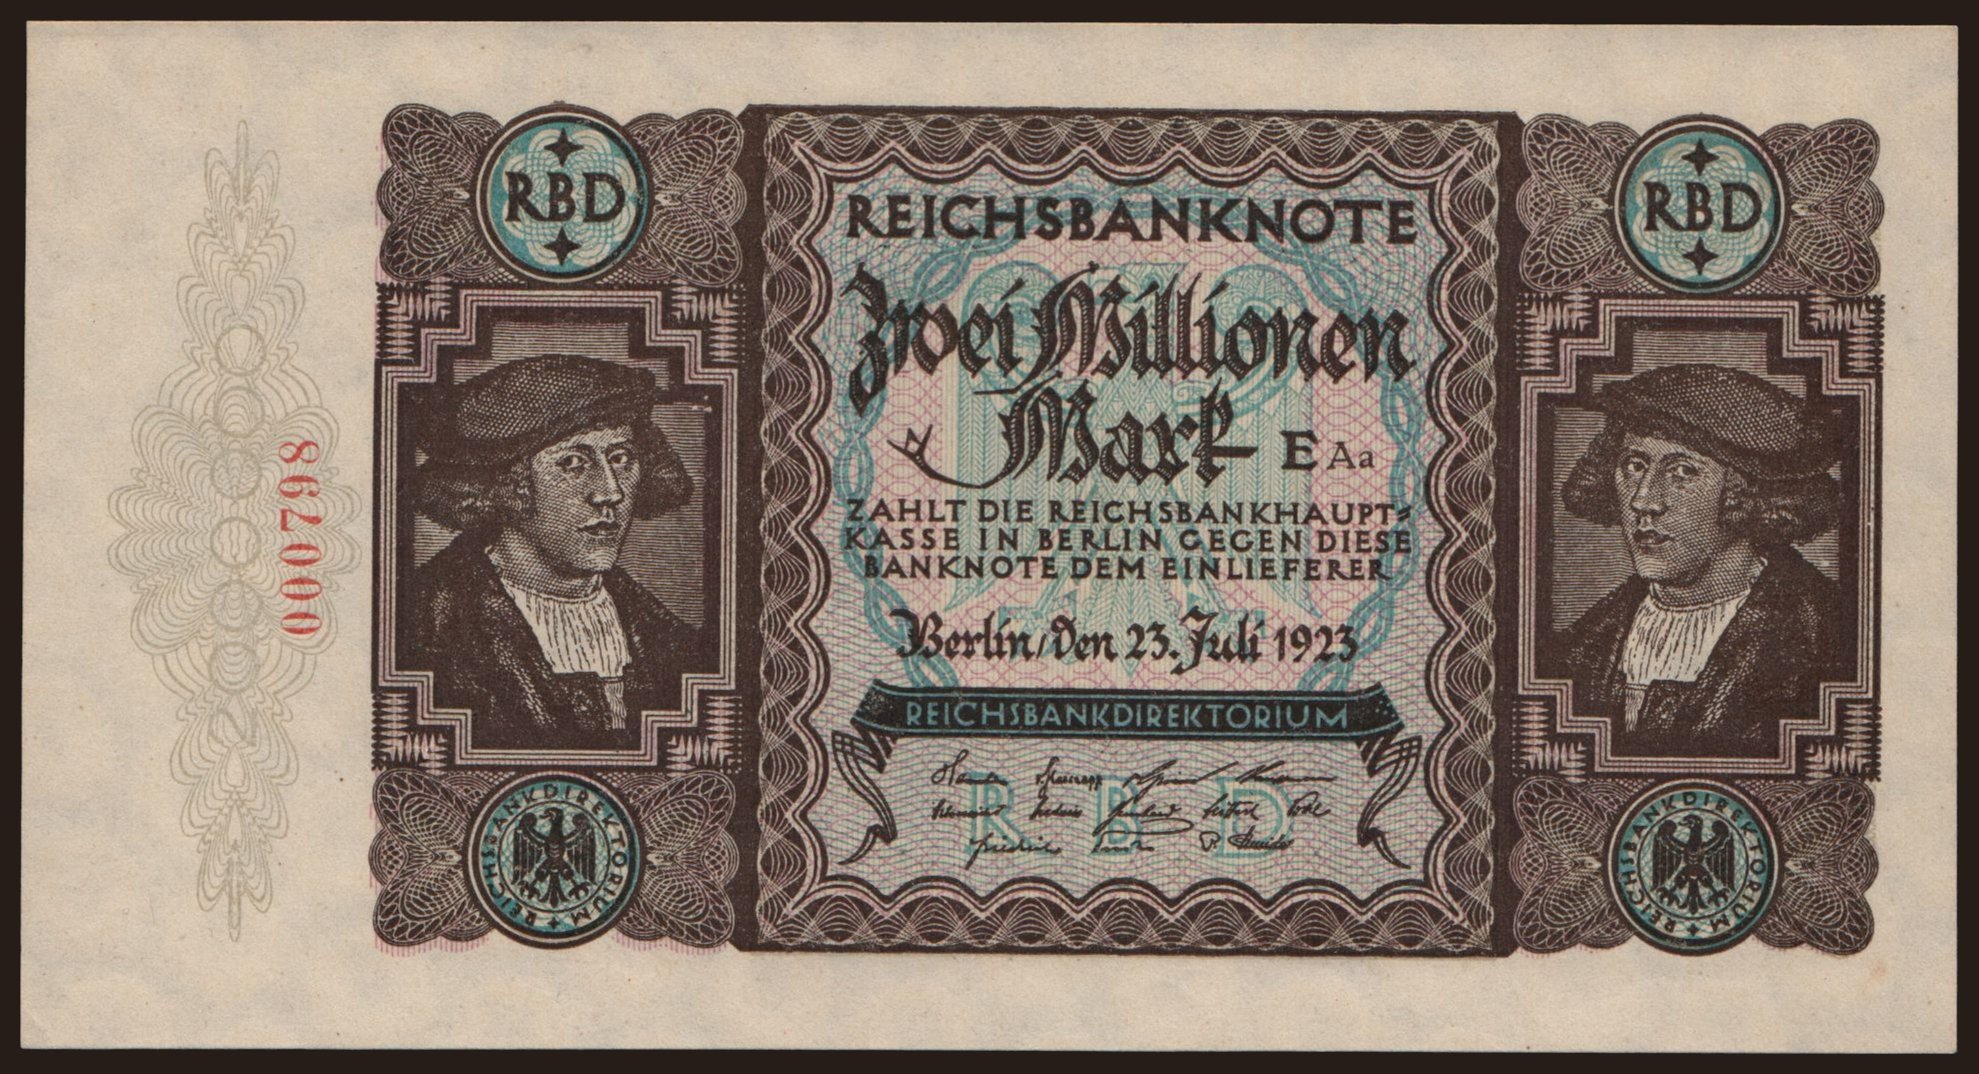 RBD
RBD
REICHSBANKNOTE
Zwei Millionen
Mark
E Aa
ZAHLT DIE REICHSBANKHAUPT-
KASSE IN BERLIN GEGEN DIESE
BANKNOTE DEM EINLIEFERER
Berlin, den 23. Juli 1923
REICHSBANKDIREKTORIUM
R B D
000798
2000000
REICHSBANKDIREKTORIUM
REICHSBANKDIREKTORIUM